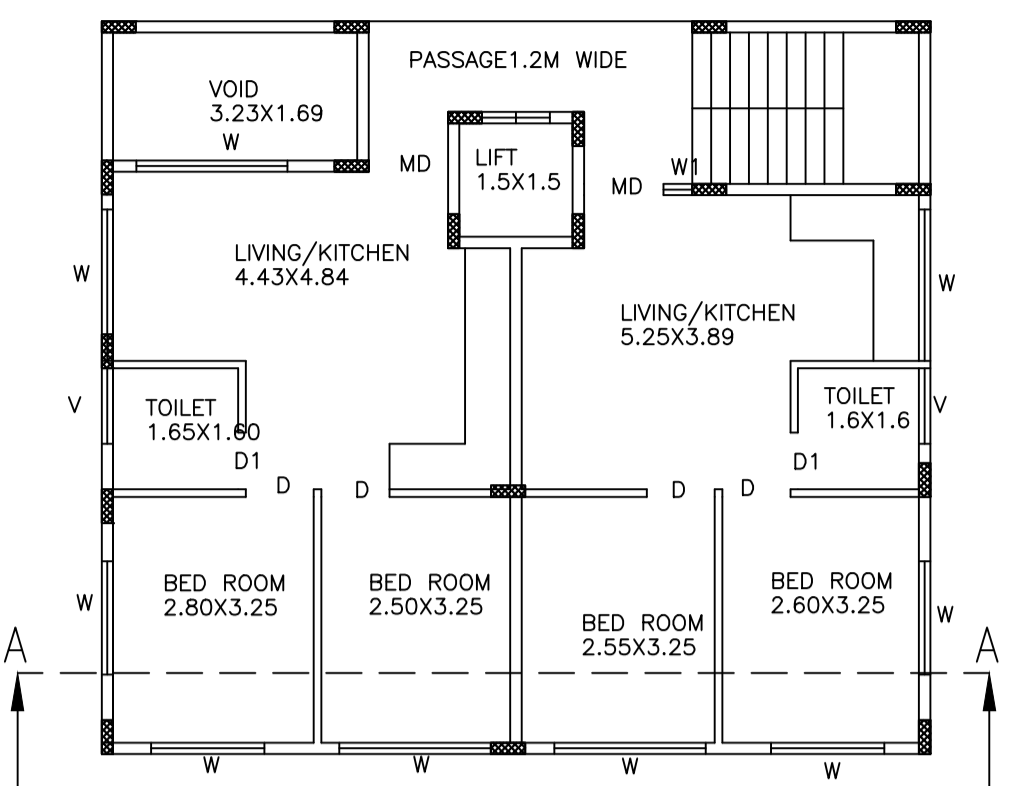 PASSAGE1.2M WIDE
VOID
3.23X1.69
W
MD
LIFT
1.5X1.5
W1
MD
LIVING/KITCHEN
4.43X4.84
W
W
LIVING/KITCHEN
5.25X3.89
V
TOILET
1.65X1.60
TOILET
1.6X1.6
V
D1
D1
D
D
D
D
BED ROOM
2.80X3.25
BED ROOM
2.50X3.25
BED ROOM
2.55X3.25
BED ROOM
2.60X3.25
W
W
A
A
W
W
W
W